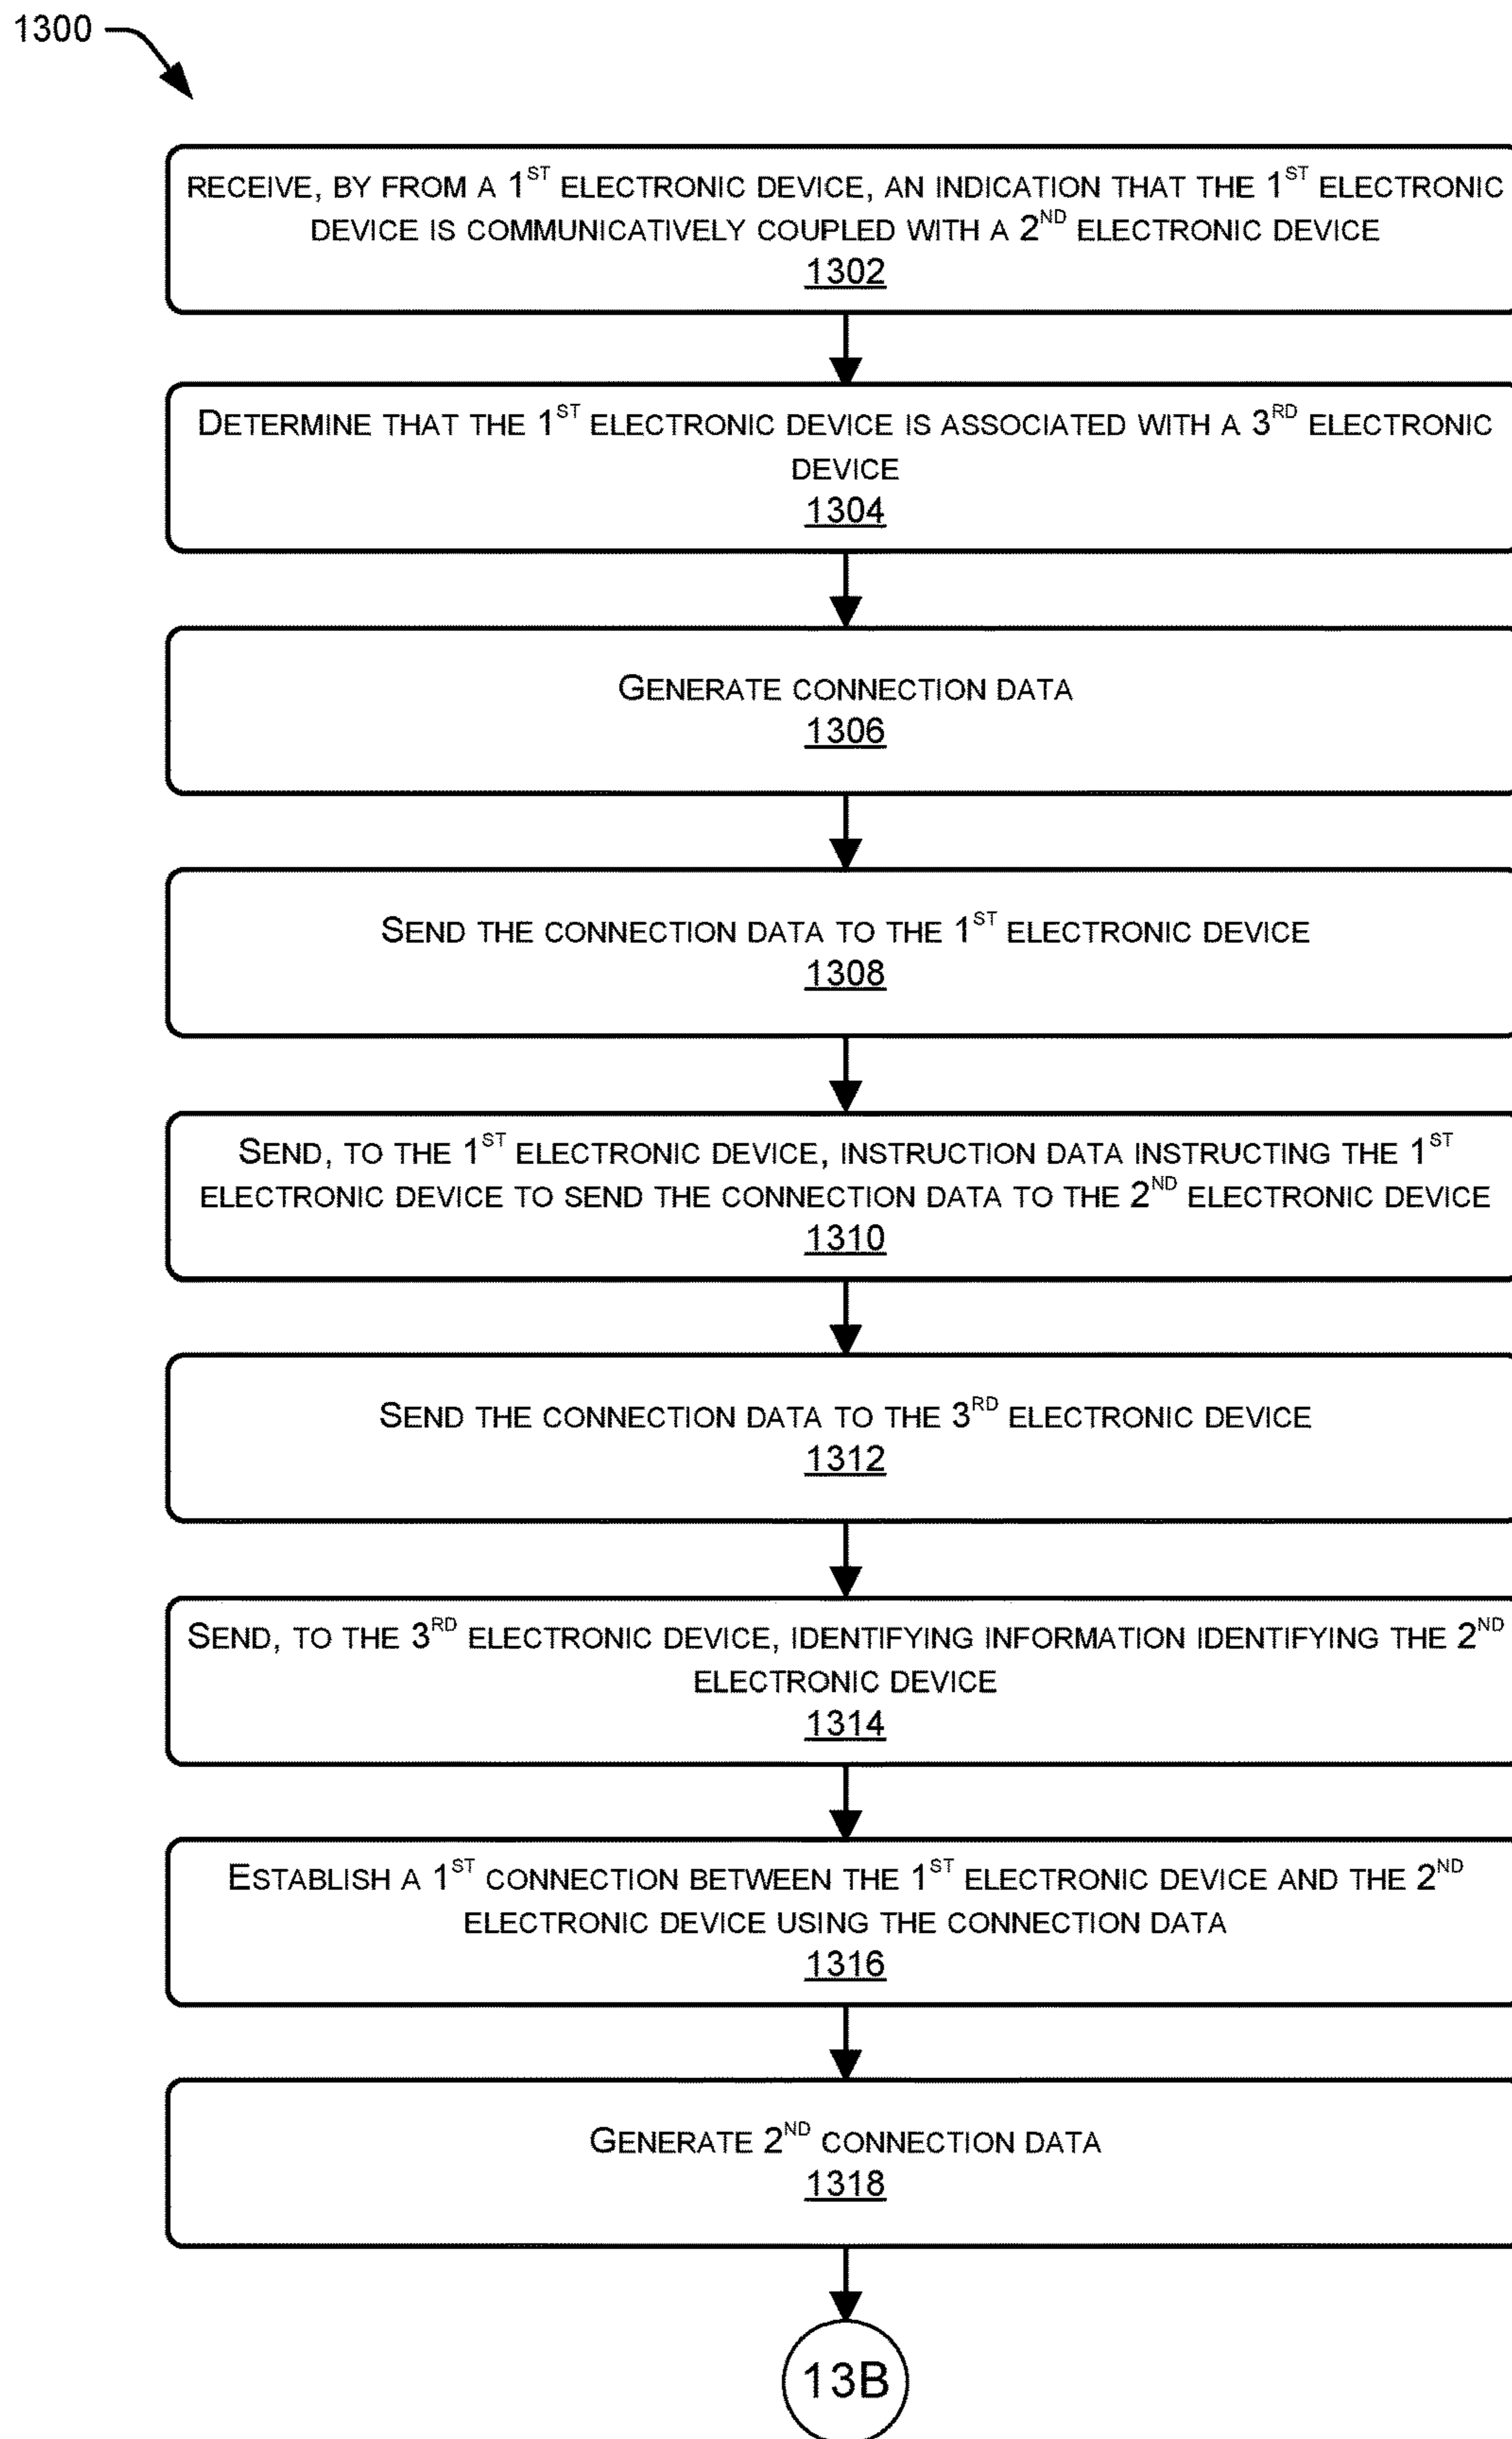 1300
RECEIVE, BY FROM A 1ST ELECTRONIC DEVICE, AN INDICATION THAT THE 1ST ELECTRONIC
DEVICE IS COMMUNICATIVELY COUPLED WITH A 2ND ELECTRONIC DEVICE
1302
DETERMINE THAT THE 1ST ELECTRONIC DEVICE IS ASSOCIATED WITH A 3RD ELECTRONIC
DEVICE
1304
GENERATE CONNECTION DATA
1306
SEND THE CONNECTION DATA TO THE 1ST ELECTRONIC DEVICE
1308
SEND, TO THE 1ST ELECTRONIC DEVICE, INSTRUCTION DATA INSTRUCTING THE 1ST
ELECTRONIC DEVICE TO SEND THE CONNECTION DATA TO THE 2ND ELECTRONIC DEVICE
1310
SEND THE CONNECTION DATA TO THE 3RD ELECTRONIC DEVICE
1312
SEND, TO THE 3RD ELECTRONIC DEVICE, IDENTIFYING INFORMATION IDENTIFYING THE 2ND
ELECTRONIC DEVICE
1314
ESTABLISH A 1ST CONNECTION BETWEEN THE 1ST ELECTRONIC DEVICE AND THE 2ND
ELECTRONIC DEVICE USING THE CONNECTION DATA
1316
GENERATE 2ND CONNECTION DATA
1318
13B